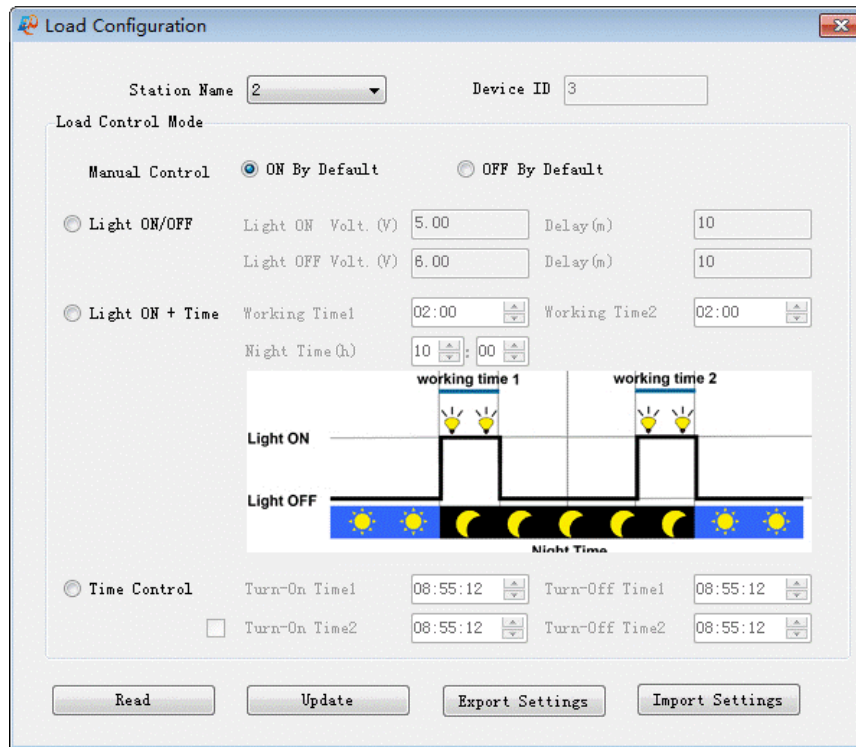 Load Configuration
Station Name 2 Device ID 3
Load Control Mode
Manual Control ON By Default OFF By Default
Light ON/OFF Light ON Volt.(V) 5.00 Delay(m) 10
Light OFF Volt.(V) 6.00 Delay(m) 10
Light ON + Time Working Time1 02:00 Working Time2 02:00
Night Time(h) 10 : 00
working time 1 working time 2
Light ON
Light OFF
Night Time
Time Control Turn-On Time1 08:55:12 Turn-Off Time1 08:55:12
Turn-On Time2 08:55:12 Turn-Off Time2 08:55:12
Read Update Export Settings Import Settings